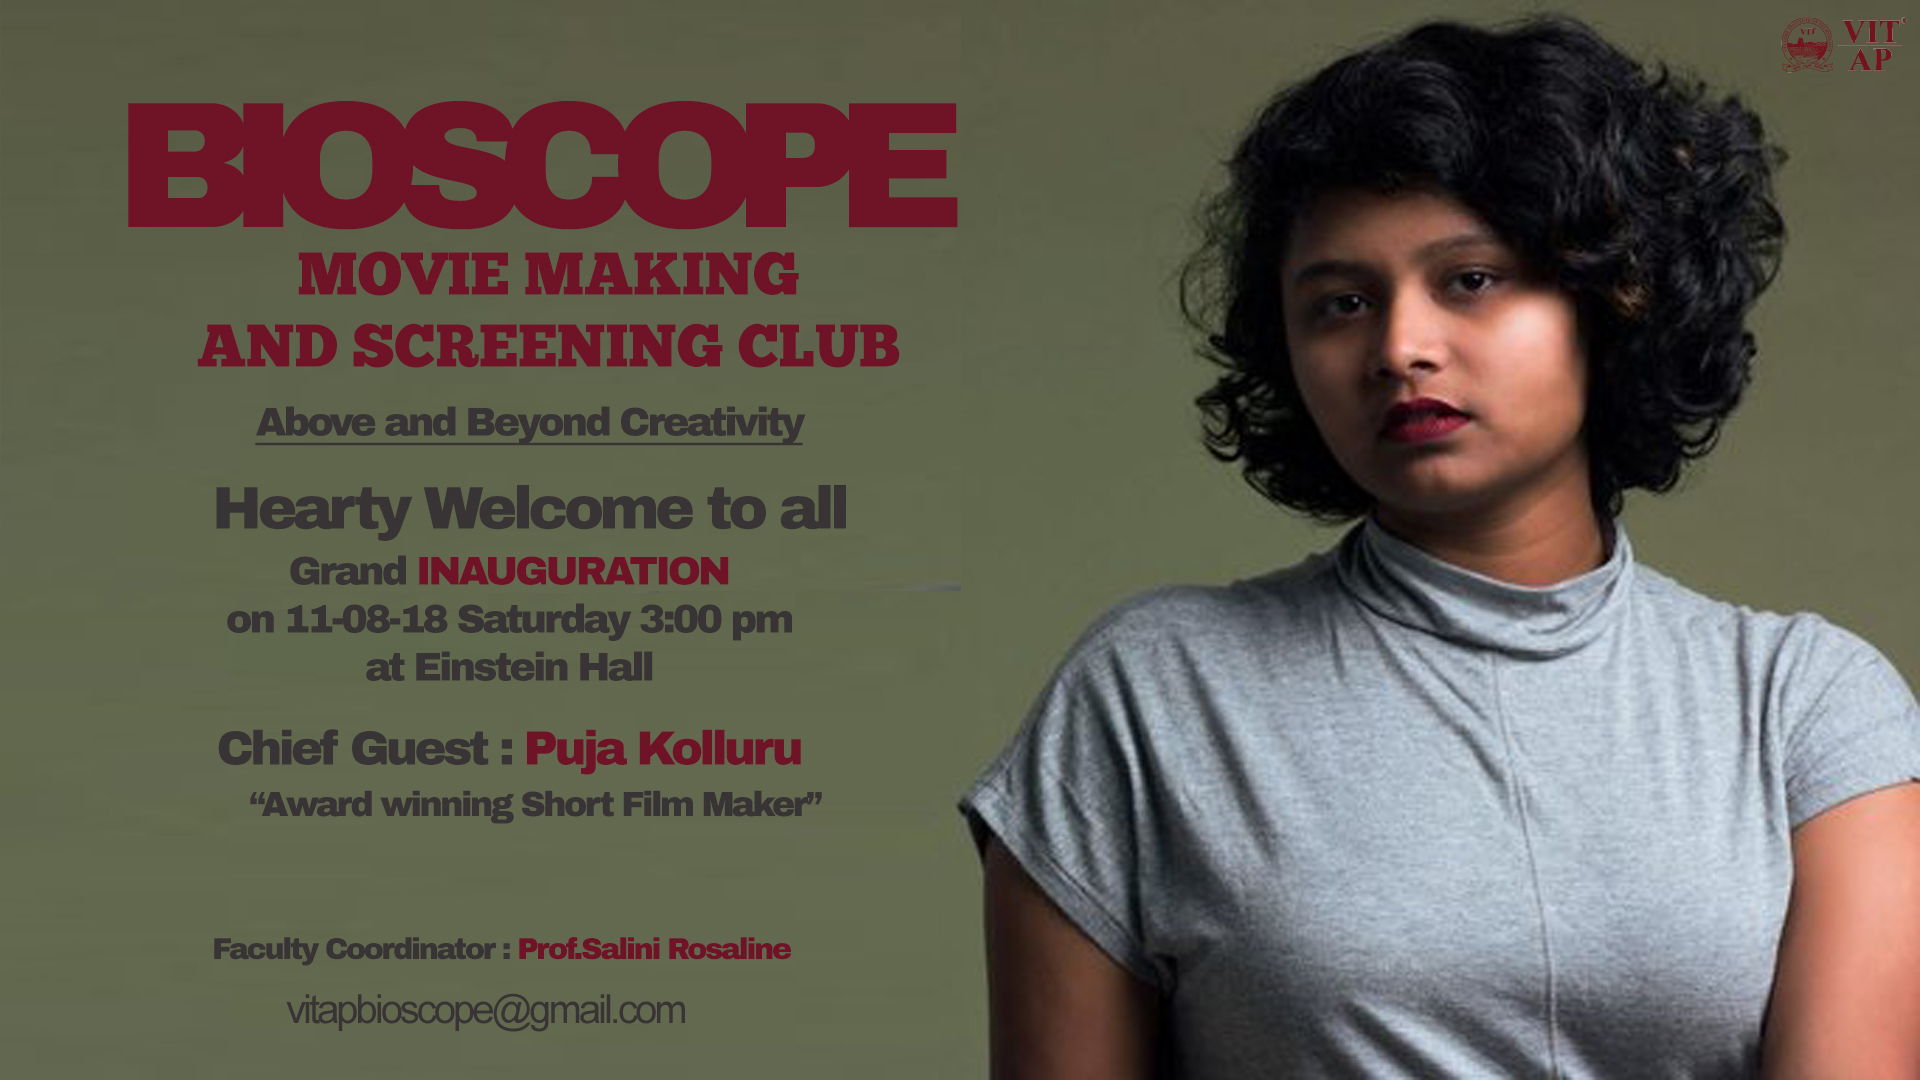 VIT
AP
BIOSCOPE
MOVIE MAKING
AND SCREENING CLUB
Above and Beyond Creativity
Hearty Welcome to all
Grand INAUGURATION
on 11-08-18 Saturday 3:00 pm
at Einstein Hall
Chief Guest : Puja Kolluru
“Award winning Short Film Maker”
Faculty Coordinator : Prof.Salini Rosaline
vitapbioscope@gmail.com